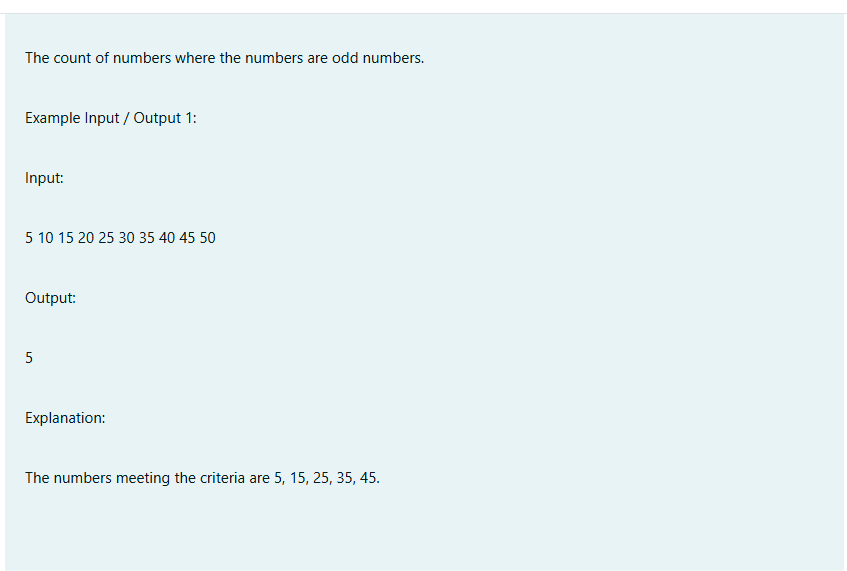 The count of numbers where the numbers are odd numbers.
Example Input / Output 1:
Input:
5 10 15 20 25 30 35 40 45 50
Output:
5
Explanation:
The numbers meeting the criteria are 5, 15, 25, 35, 45.